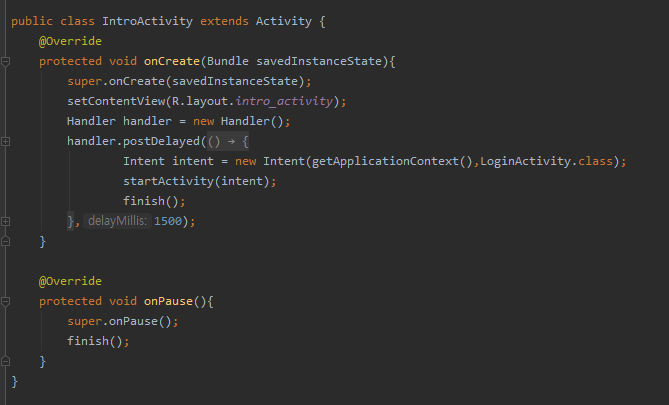 public class IntroActivity extends Activity {
@Override
protected void onCreate(Bundle savedInstanceState){
super.onCreate(savedInstanceState);
setContentView(R.layout.intro_activity);
Handler handler = new Handler();
handler.postDelayed(() → {
Intent intent = new Intent(getApplicationContext(),LoginActivity.class);
startActivity(intent);
finish();
}, delayMillis: 1500);
}
@Override
protected void onPause(){
super.onPause();
finish();
}
}